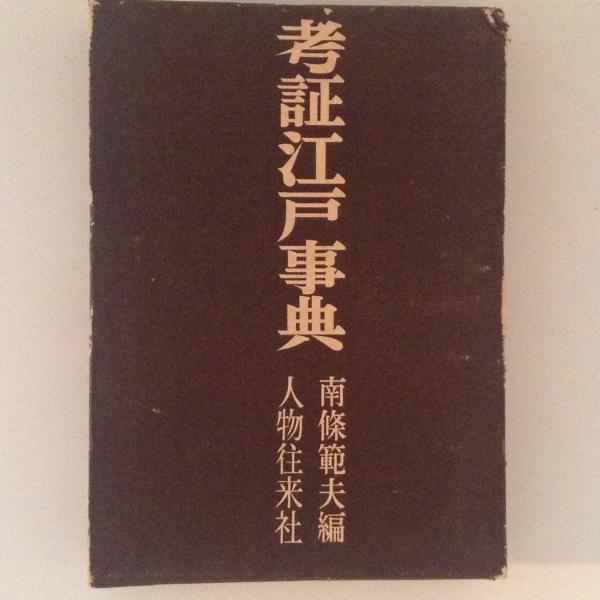 考証江戸事典
南條範夫編
人物往来社